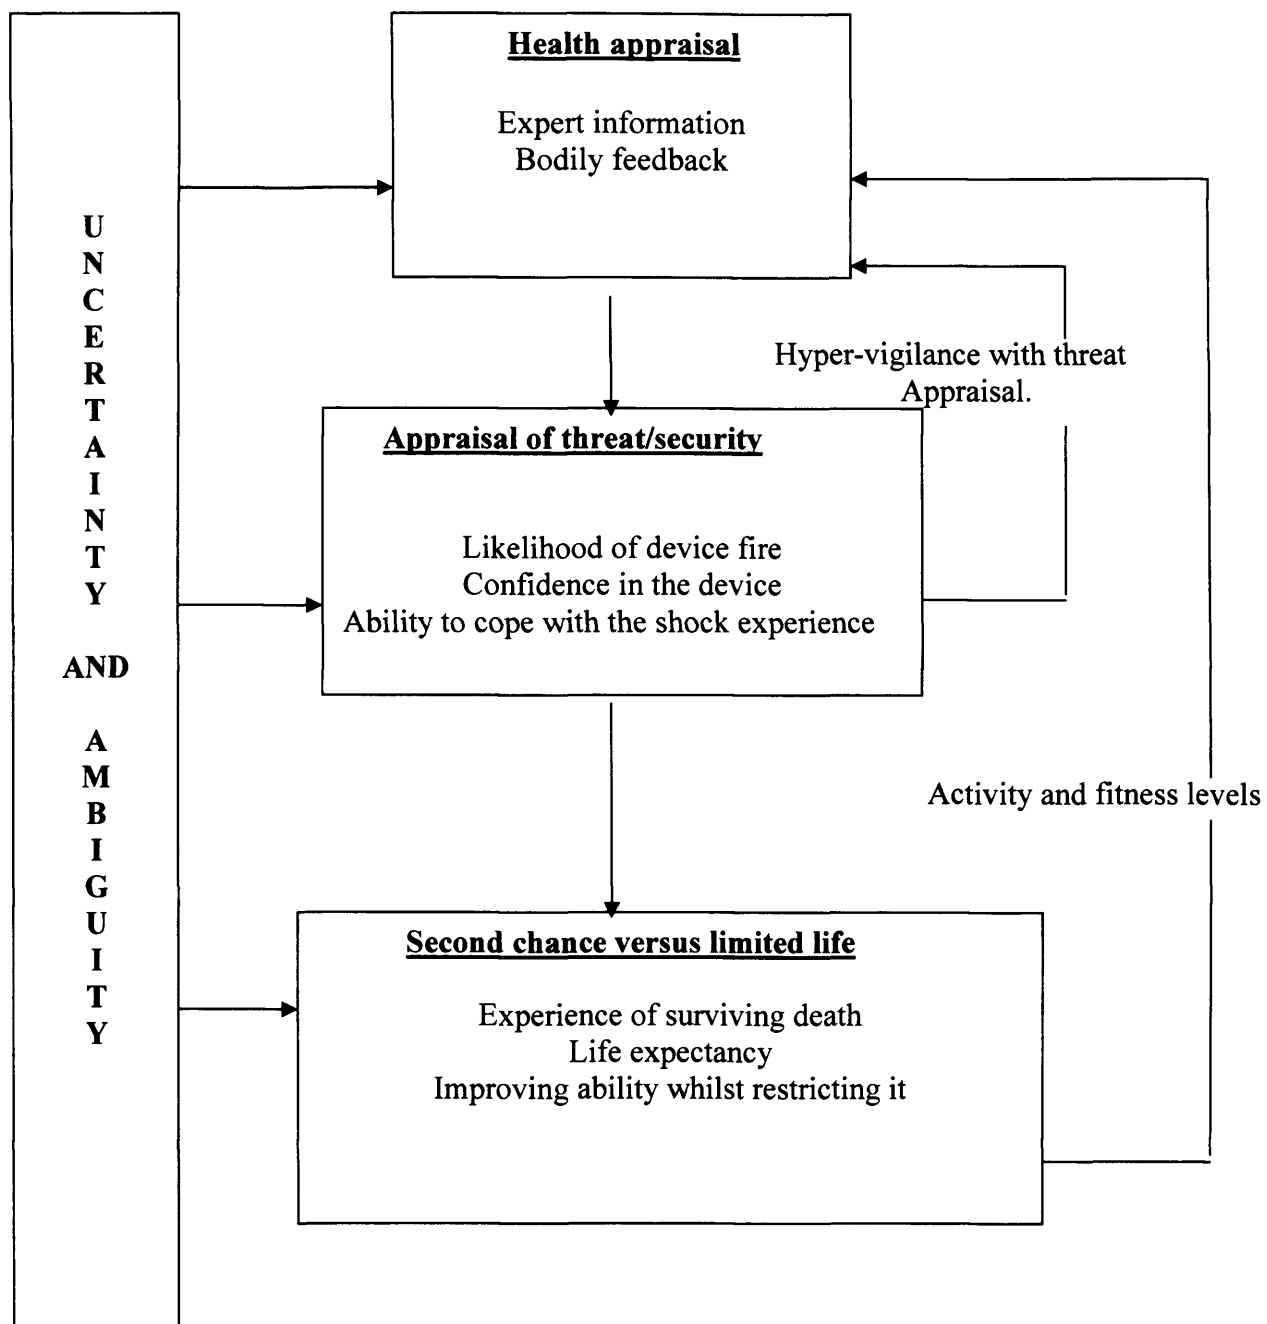 UNCERTAINTY
AND
AMBIGUITY
Health appraisal
Expert information
Bodily feedback
Hyper-vigilance with threat
Appraisal.
Appraisal of threat/security
Likelihood of device fire
Confidence in the device
Ability to cope with the shock experience
Activity and fitness levels
Second chance versus limited life
Experience of surviving death
Life expectancy
Improving ability whilst restricting it